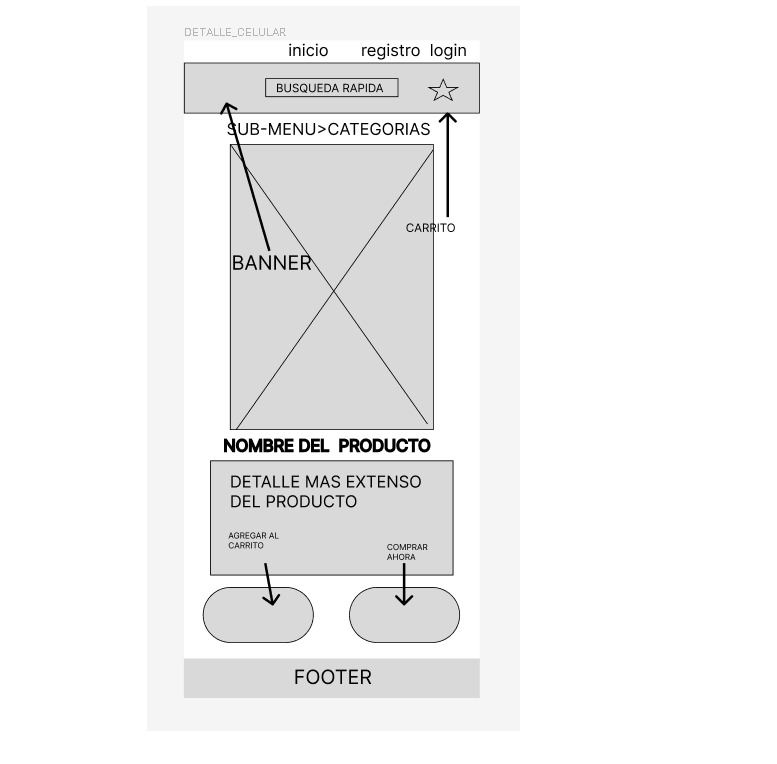 DETALLE_CELULAR
inicio registro login
BUSQUEDA RAPIDA
SUB-MENU>CATEGORIAS
CARRITO
BANNER
NOMBRE DEL PRODUCTO
DETALLE MAS EXTENSO
DEL PRODUCTO
AGREGAR AL
CARRITO
COMPRAR
AHORA
FOOTER